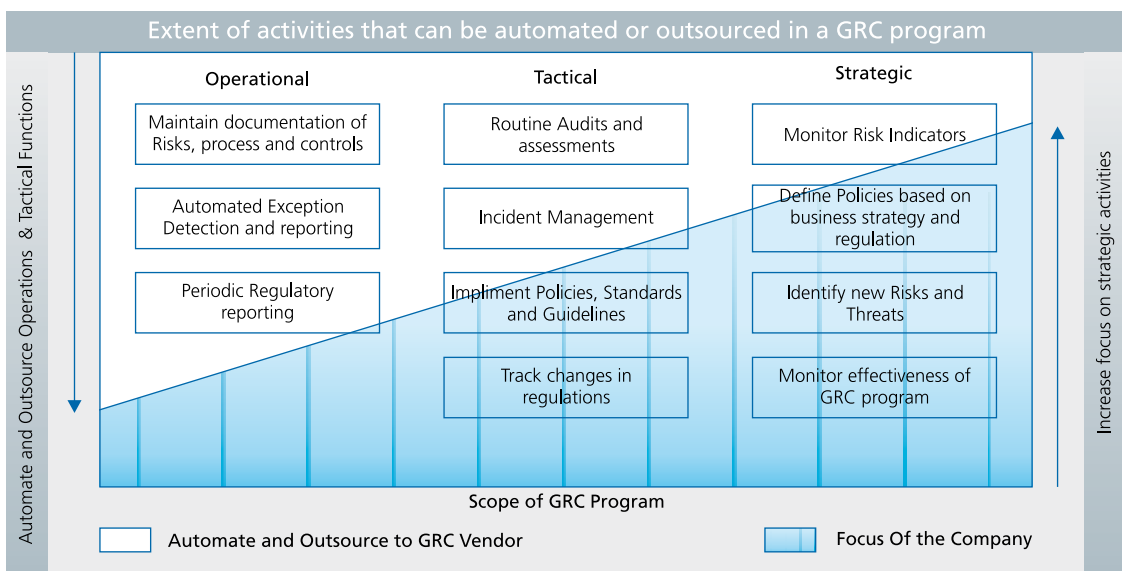 Extent of activities that can be automated or outsourced in a GRC program
Automate and Outsource Operations & Tactical Functions
Operational
Maintain documentation of
Risks, process and controls
Automated Exception
Detection and reporting
Periodic Regulatory
reporting
Tactical
Routine Audits and
assessments
Incident Management
Impliment Policies, Standards
and Guidelines
Track changes in
regulations
Strategic
Monitor Risk Indicators
Define Policies based on
business strategy and
regulation
Identify new Risks and
Threats
Monitor effectiveness of
GRC program
Increase focus on strategic activities
Scope of GRC Program
Automate and Outsource to GRC Vendor
Focus Of the Company